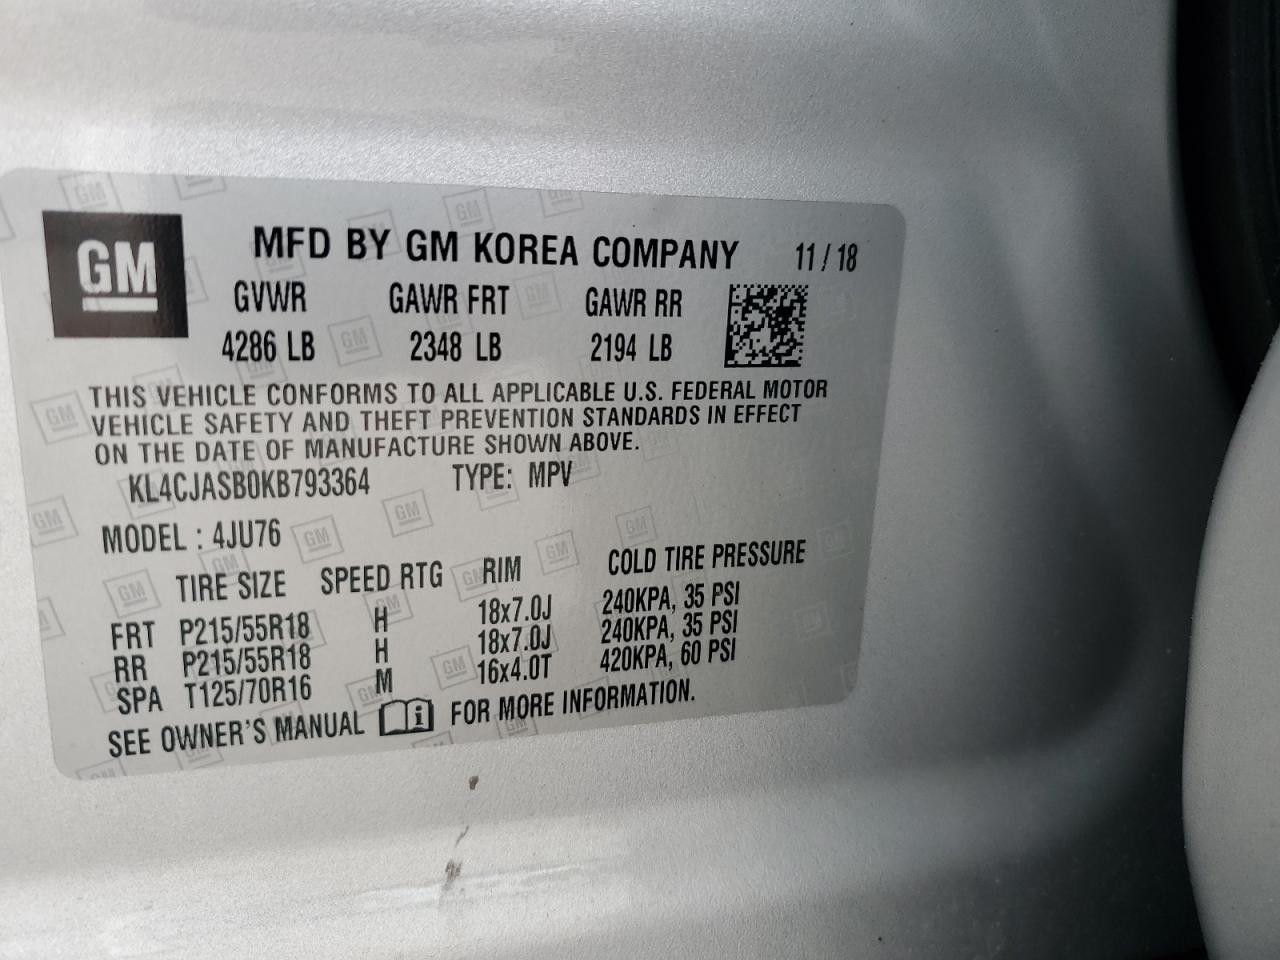 GM
MFD BY GM KOREA COMPANY 11 / 18
GVWR GAWR FRT GAWR RR
4286 LB 2348 LB 2194 LB
THIS VEHICLE CONFORMS TO ALL APPLICABLE U.S. FEDERAL MOTOR
VEHICLE SAFETY AND THEFT PREVENTION STANDARDS IN EFFECT
ON THE DATE OF MANUFACTURE SHOWN ABOVE.
KL4CJASB0KB793364 TYPE: MPV
MODEL : 4JU76
TIRE SIZE SPEED RTG RIM COLD TIRE PRESSURE
FRT P215/55R18 H 18x7.0J 240KPA, 35 PSI
RR P215/55R18 H 18x7.0J 240KPA, 35 PSI
SPA T125/70R16 M 16x4.0T 420KPA, 60 PSI
SEE OWNER'S MANUAL i FOR MORE INFORMATION.